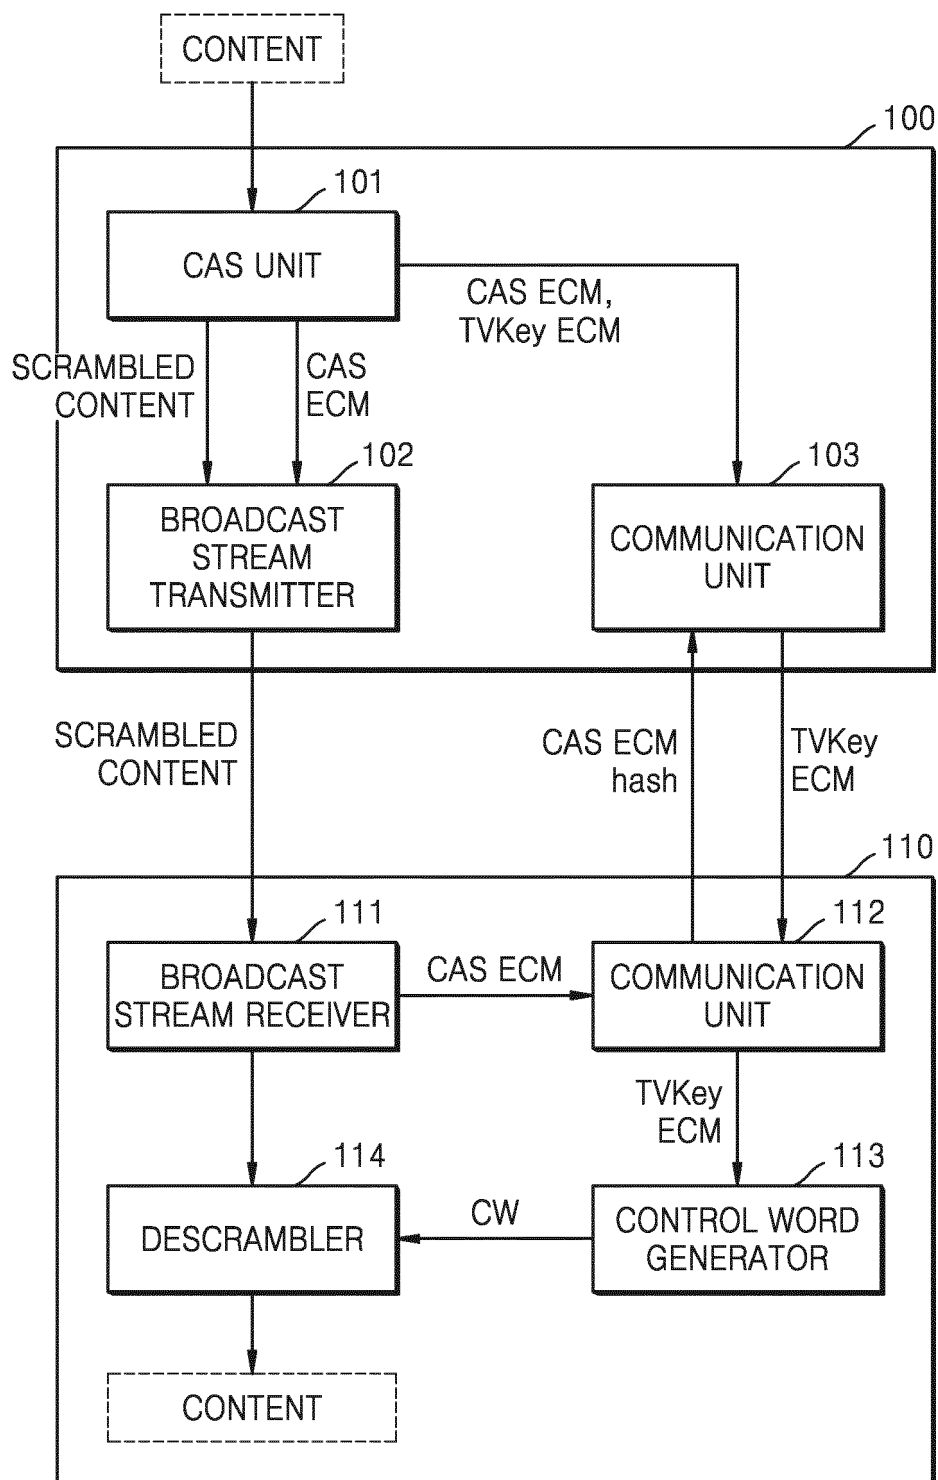 CONTENT
100
101
CAS UNIT
CAS ECM,
TVKey ECM
SCRAMBLED
CONTENT
CAS
ECM
102
103
BROADCAST
STREAM
TRANSMITTER
COMMUNICATION
UNIT
SCRAMBLED
CONTENT
CAS ECM
hash
TVKey
ECM
110
111
112
BROADCAST
STREAM RECEIVER
CAS ECM
COMMUNICATION
UNIT
TVKey
ECM
114
113
DESCRAMBLER
CW
CONTROL WORD
GENERATOR
CONTENT